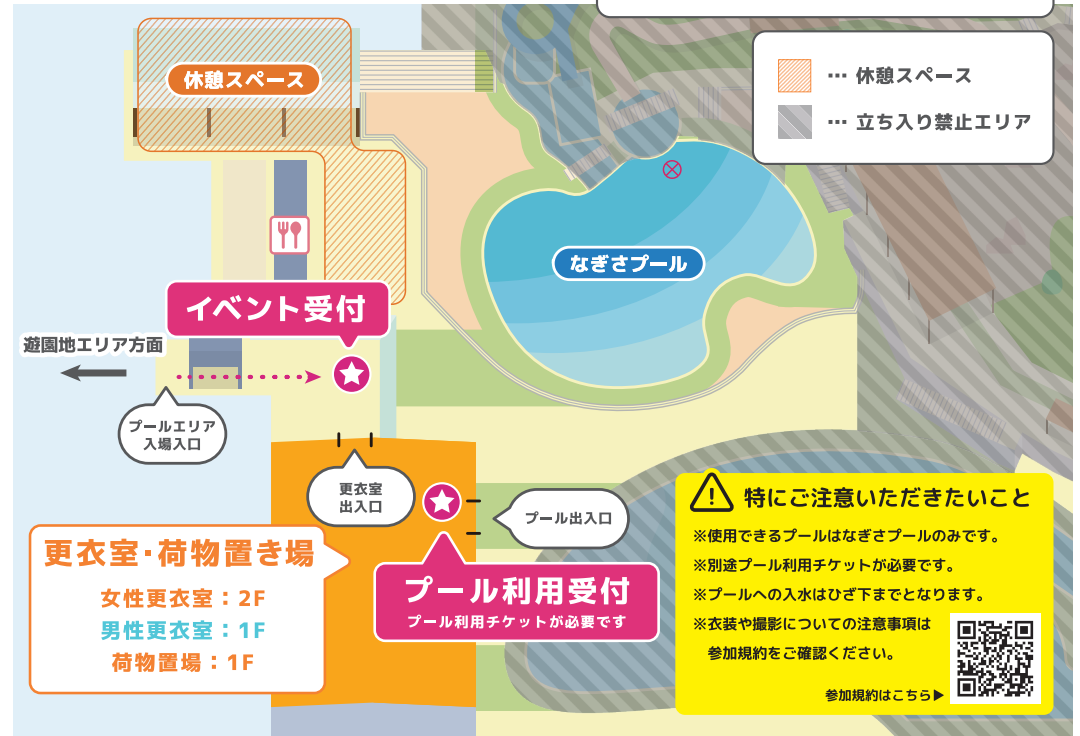 休憩スペース
… 休憩スペース
… 立ち入り禁止エリア
なぎさプール
イベント受付
遊園地エリア方面
プールエリア
入場入口
更衣室
出入口
プール出入口
更衣室・荷物置き場
女性更衣室：2F
男性更衣室：1F
荷物置場：1F
プール利用受付
プール利用チケットが必要です
特にご注意いただきたいこと
※使用できるプールはなぎさプールのみです。
※別途プール利用チケットが必要です。
※プールへの入水はひざ下までとなります。
※衣装や撮影についての注意事項は
参加規約をご確認ください。
参加規約はこちら▶